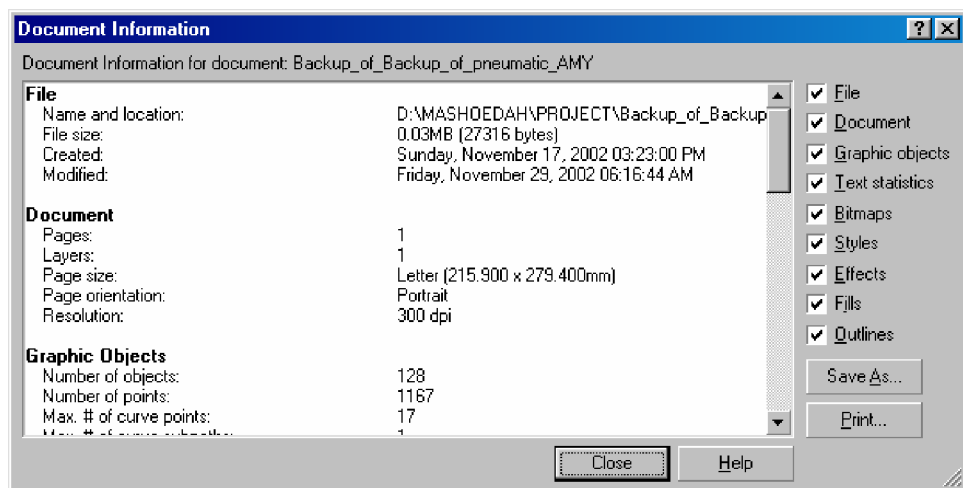 Document Information
Document Information for document: Backup_of_Backup_of_pneumatic_AMY
File
Name and location: D:\MASHOEDAH\PROJECT\Backup_of_Backup
File size: 0.03MB (27316 bytes)
Created: Sunday, November 17, 2002 03:23:00 PM
Modified: Friday, November 29, 2002 06:16:44 AM
Document
Pages: 1
Layers: 1
Page size: Letter (215.900 x 279.400mm)
Page orientation: Portrait
Resolution: 300 dpi
Graphic Objects
Number of objects: 128
Number of points: 1167
Max. # of curve points: 17
File
Document
Graphic objects
Text statistics
Bitmaps
Styles
Effects
Fills
Outlines
Save As...
Print...
Close Help